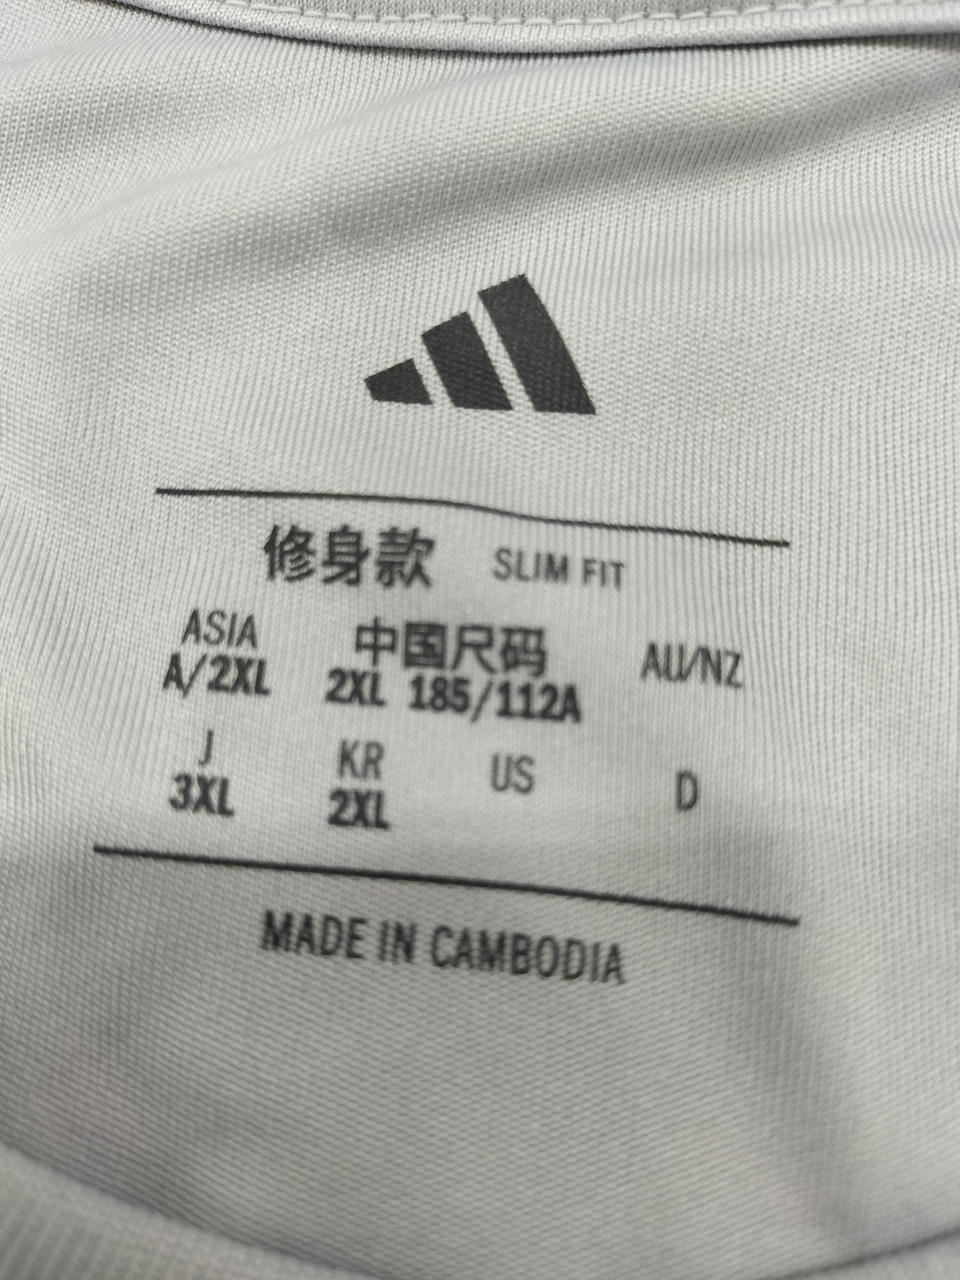 修身款 SLIM FIT
ASIA 中国尺码 AU/NZ
A/2XL 2XL 185/112A
J KR US D
3XL 2XL
MADE IN CAMBODIA